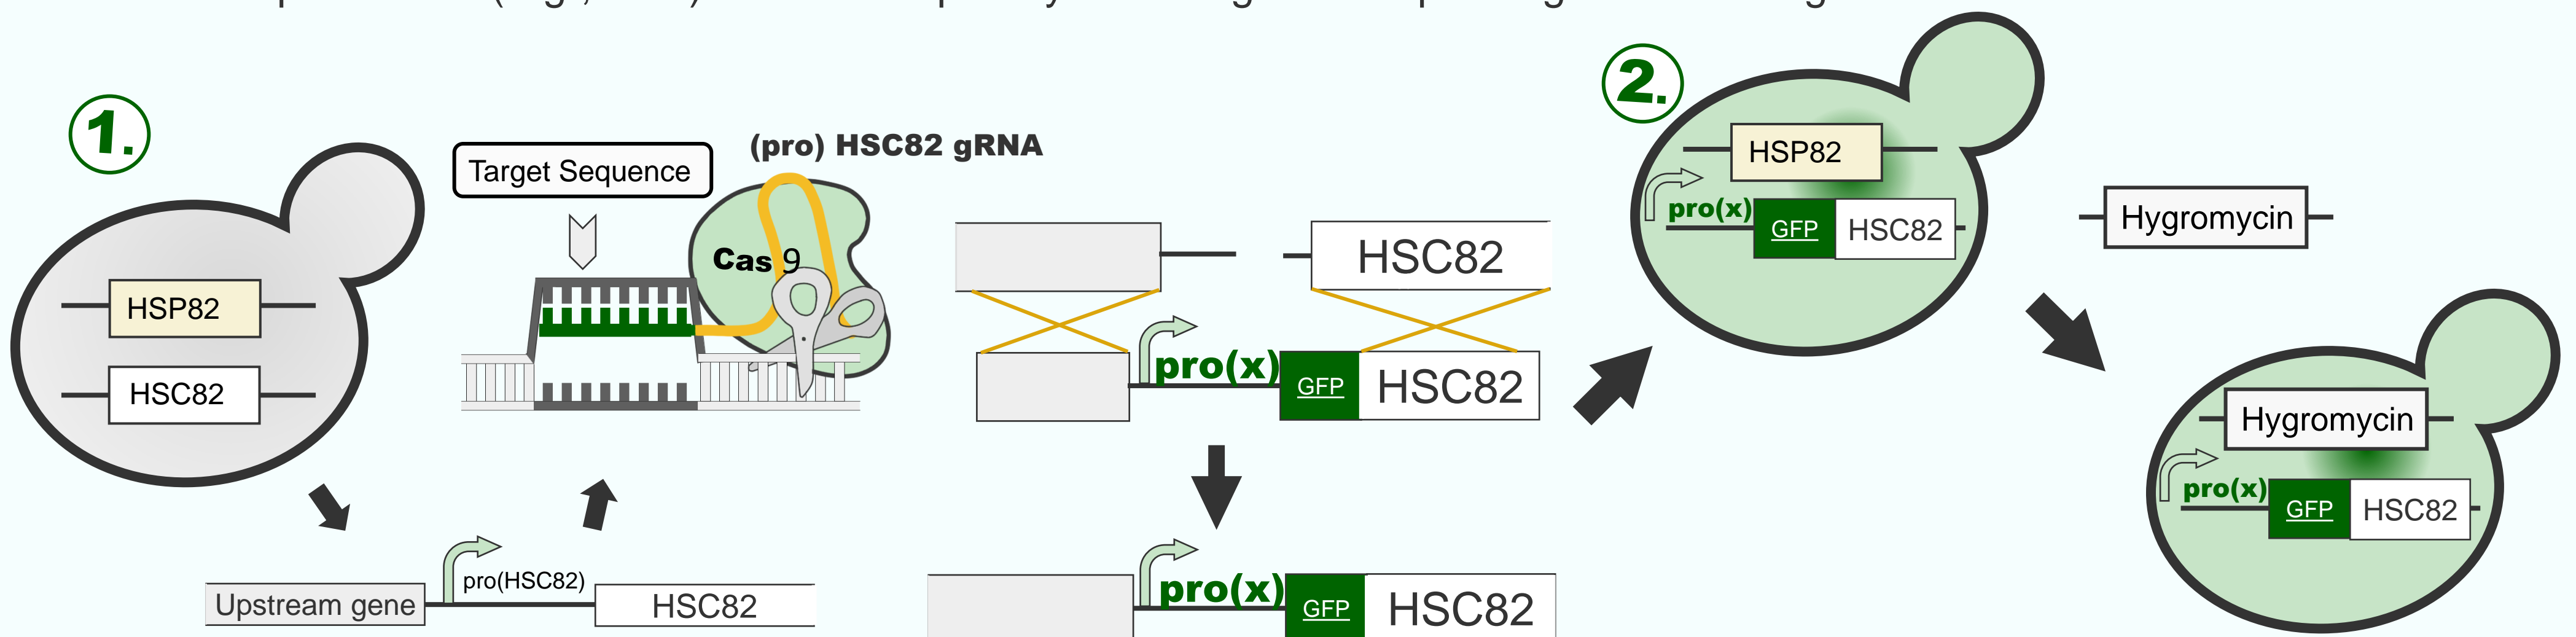 1.
HSP82
HSC82
Upstream gene
pro(HSC82)
HSC82
Target Sequence
(pro) HSC82 gRNA
Cas 9
HSC82
pro(x)
GFP
HSC82
pro(x)
GFP
HSC82
2.
HSP82
pro(x)
GFP
HSC82
Hygromycin
Hygromycin
pro(x)
GFP
HSC82